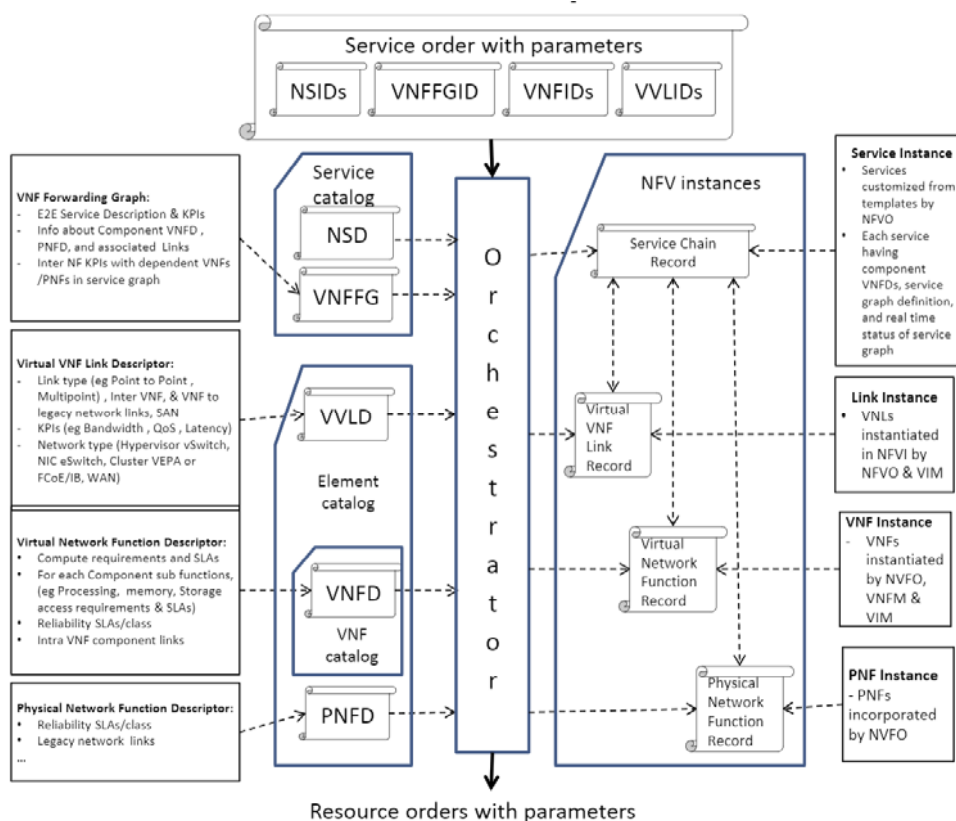 Service order with parameters
NSIDs
VNFFGID
VNFIDs
VVLIDs
VNF Forwarding Graph:
- E2E Service Description & KPIs
- Info about Component VNFD ,
PNFD, and associated Links
- Inter NF KPIs with dependent VNFs
/PNFs in service graph
Virtual VNF Link Descriptor:
- Link type (eg Point to Point ,
Multipoint) , Inter VNF, & VNF to
legacy network links, SAN
- KPIs (eg Bandwidth , QoS , Latency)
- Network type (Hypervisor vSwitch,
NIC eSwitch, Cluster VEPA or
FCoE/IB, WAN)
Virtual Network Function Descriptor:
• Compute requirements and SLAs
• For each Component sub functions,
(eg Processing, memory, Storage
access requirements & SLAs)
• Reliability SLAs/class
• Intra VNF component links
Physical Network Function Descriptor:
• Reliability SLAs/class
• Legacy network links
...
Service
catalog
NSD
VNFFG
VVLD
Element
catalog
VNFD
VNF
catalog
PNFD
O
r
c
h
e
s
t
r
a
t
o
r
NFV instances
Service Chain
Record
Virtual
VNF
Link
Record
Virtual
Network
Function
Record
Physical
Network
Function
Record
Service Instance
• Services
customized from
templates by
NFVO
• Each service
having
component
VNFDs, service
graph definition,
and real time
status of service
graph
Link Instance
• VNLs
instantiated
in NFVI by
NFVO & VIM
VNF Instance
- VNFs
instantiated
by NVFO,
VNFM &
VIM
PNF Instance
- PNFs
incorporated
by NVFO
Resource orders with parameters